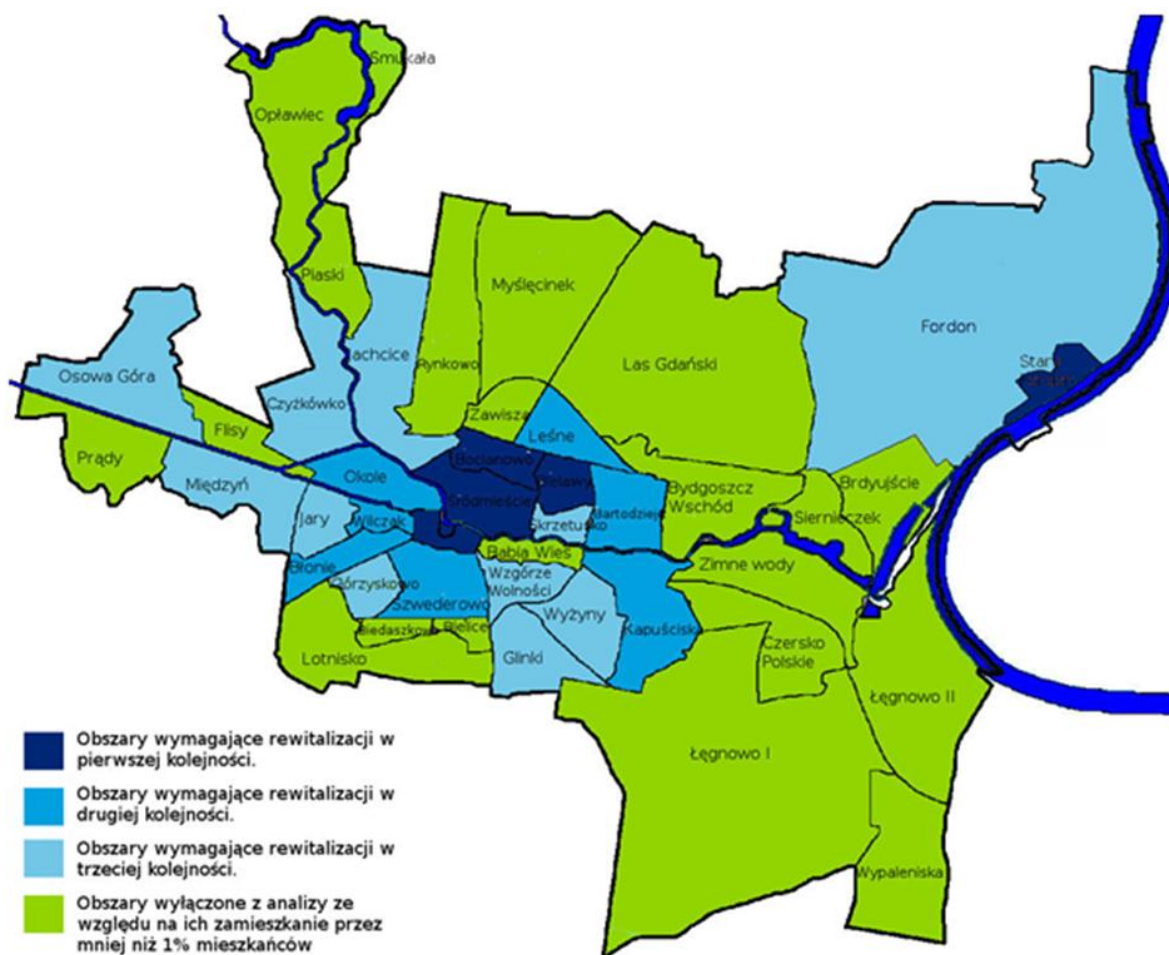 Smukała
Opławiec
Piaski
Myślęcinek
Fordon
Jachcice
Rynkowo
Las Gdański
Osowa Góra
Stary
Czyżkówko
Zawisza
Flisy
Leśne
Prądy
Bocianowo
Międzyń
Okole
Bielawy
Bydgoszcz
Wschód
Brdyujście
Śródmieście
Jary
Wilczak
Skrzetusko
Bartodzieje
Siernieczek
Babia Wieś
Błonie
Wzgórze
Wolności
Zimne wody
Górzyskowo
Szwederowo
Wyżyny
Kapuściska
Biedaszkowo
Bielice
Lotnisko
Glinki
Czersko
Polskie
Łęgnowo II
Łęgnowo I
Wypaleniska
Obszary wymagające rewitalizacji w
pierwszej kolejności.
Obszary wymagające rewitalizacji w
drugiej kolejności.
Obszary wymagające rewitalizacji w
trzeciej kolejności.
Obszary wyłączone z analizy ze
względu na ich zamieszkanie przez
mniej niż 1% mieszkańców